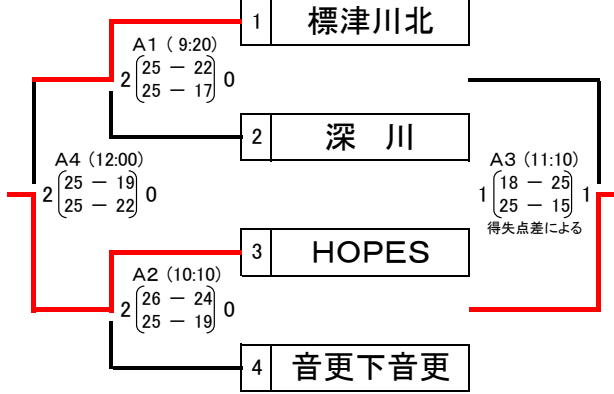 1 標津川北
A1 ( 9:20)
2 25 － 22 0
25 － 17
2 深　川
A4 (12:00)
2 25 － 19 0
25 － 22
A3 (11:10)
1 18 － 25 1
25 － 15
得失点差による
3 HOPES
A2 (10:10)
2 26 － 24 0
25 － 19
4 音更下音更